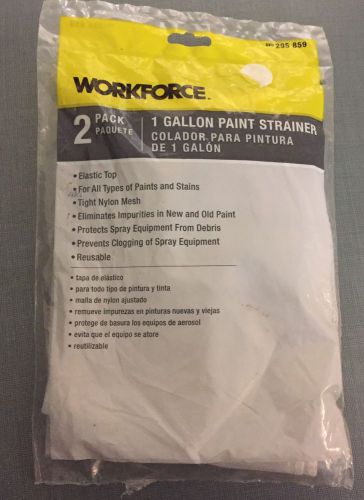 295 859
WORKFORCE
2 PACK
PAQUETE
1 GALLON PAINT STRAINER
COLADOR PARA PINTURA
DE 1 GALÓN
• Elastic Top
• For All Types of Paints and Stains
• Tight Nylon Mesh
• Eliminates Impurities in New and Old Paint
• Protects Spray Equipment From Debris
• Prevents Clogging of Spray Equipment
• Reusable
• tapa de elástico
• para todo tipo de pintura y tinta
• malla de nylon ajustado
• remueve impurezas en pinturas nuevas y viejas
• protege de basura los equipos de aerosol
• evita que el equipo se atore
• reutilizable